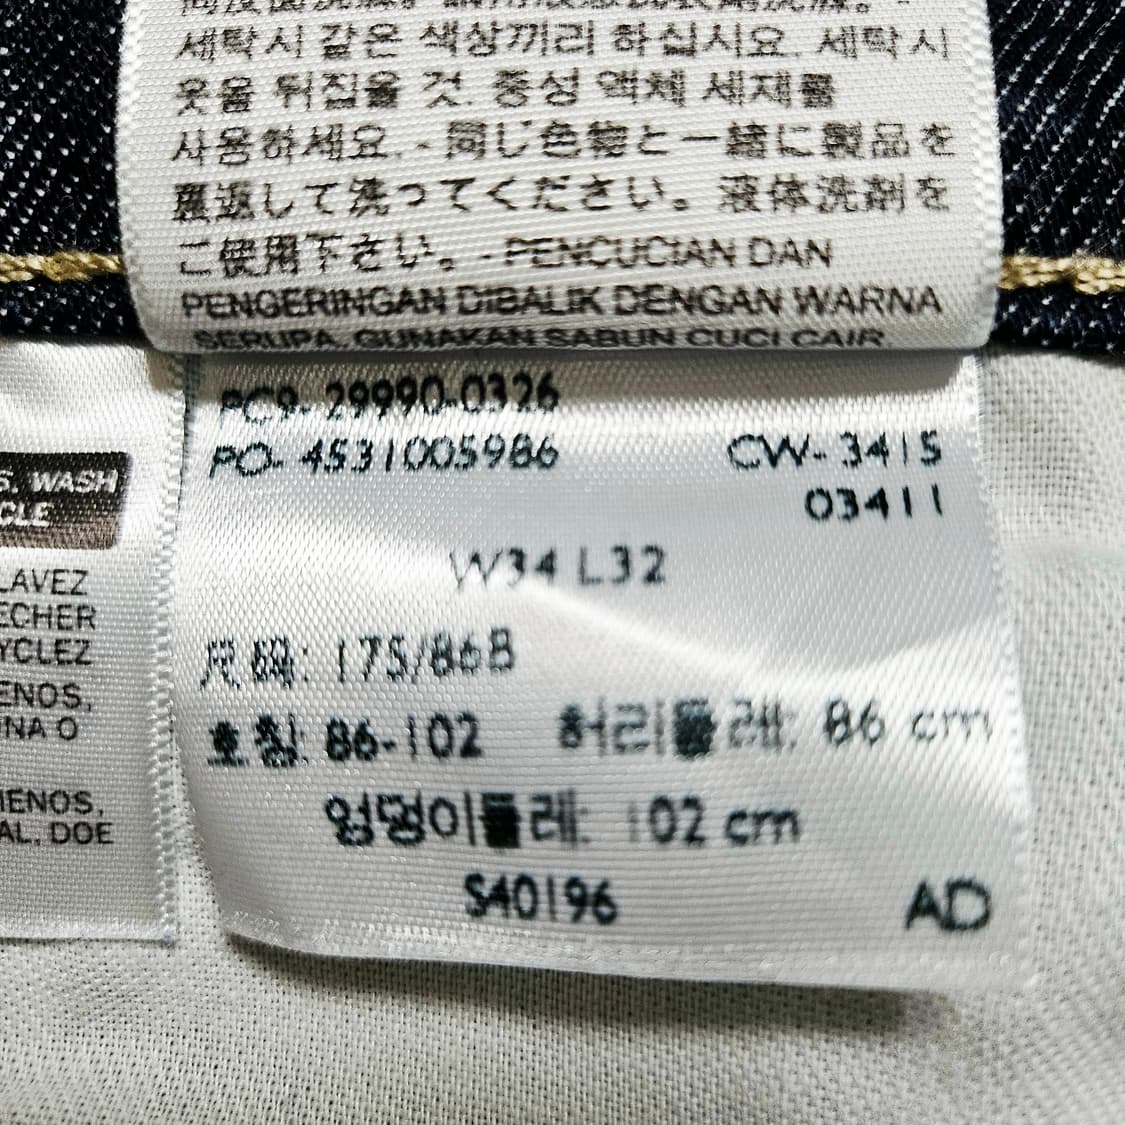 세탁시 같은 색상끼리 하십시요. 세탁시
옷을 뒤집을 것. 중성 액체 세재를
사용하세요. - 同じ色物と一緒に製品を
裏返して洗ってください。液体洗剤を
ご使用下さい。- PENCUCIAN DAN
PENGERINGAN DIBALIK DENGAN WARNA
SERUPA. GUNAKAN SABUN CUCI CAIR.
PC9- 29990-0326
PO- 4531005986
CW- 3415
03411
W34 L32
尺码: 175/86B
호칭: 86-102 허리둘레: 86 cm
엉덩이둘레: 102 cm
S40196 AD
S. WASH
CLE
LAVEZ
ECHER
YCLEZ
ENOS,
NA O
IENOS,
AL, DOE